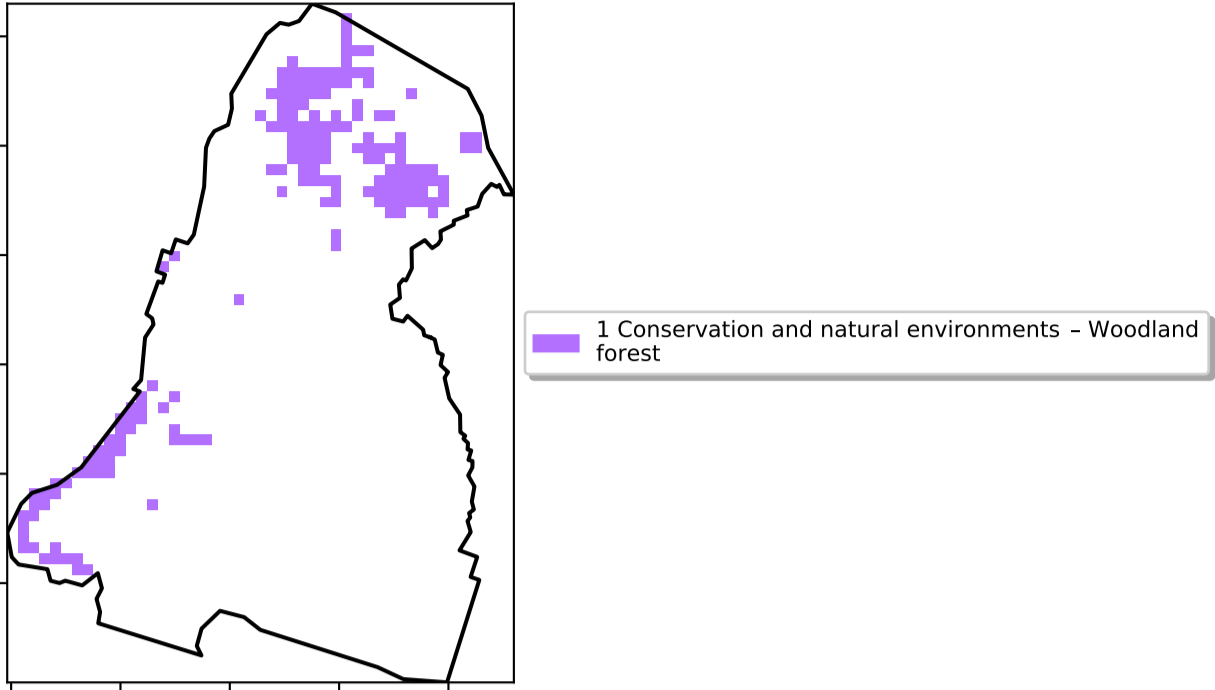 1 Conservation and natural environments – Woodland
forest